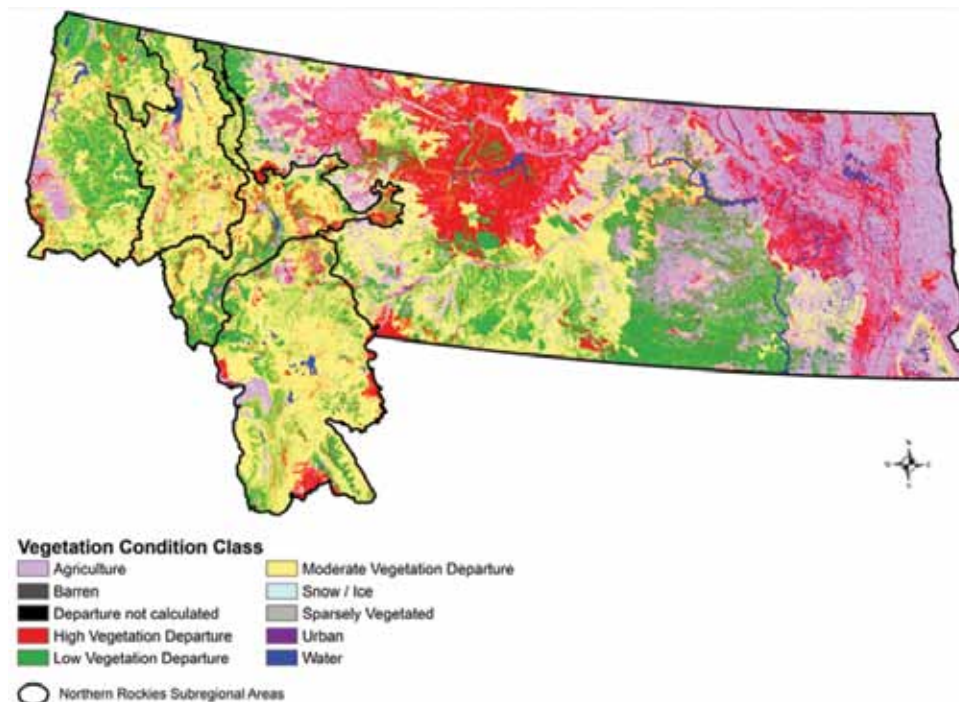 N
W
E
S
Vegetation Condition Class
Agriculture
Barren
Departure not calculated
High Vegetation Departure
Low Vegetation Departure
Moderate Vegetation Departure
Snow / Ice
Sparsely Vegetated
Urban
Water
Northern Rockies Subregional Areas